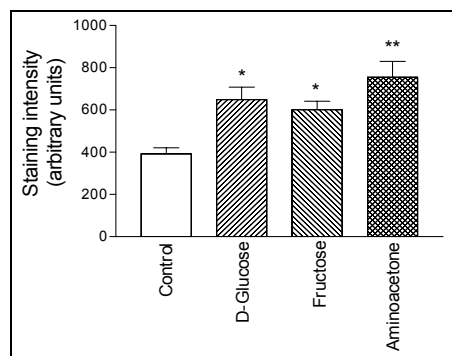 Staining intensity
(arbitrary units)
1000
800
600
400
200
0
*
*
**
Control
D-Glucose
Fructose
Aminoacetone